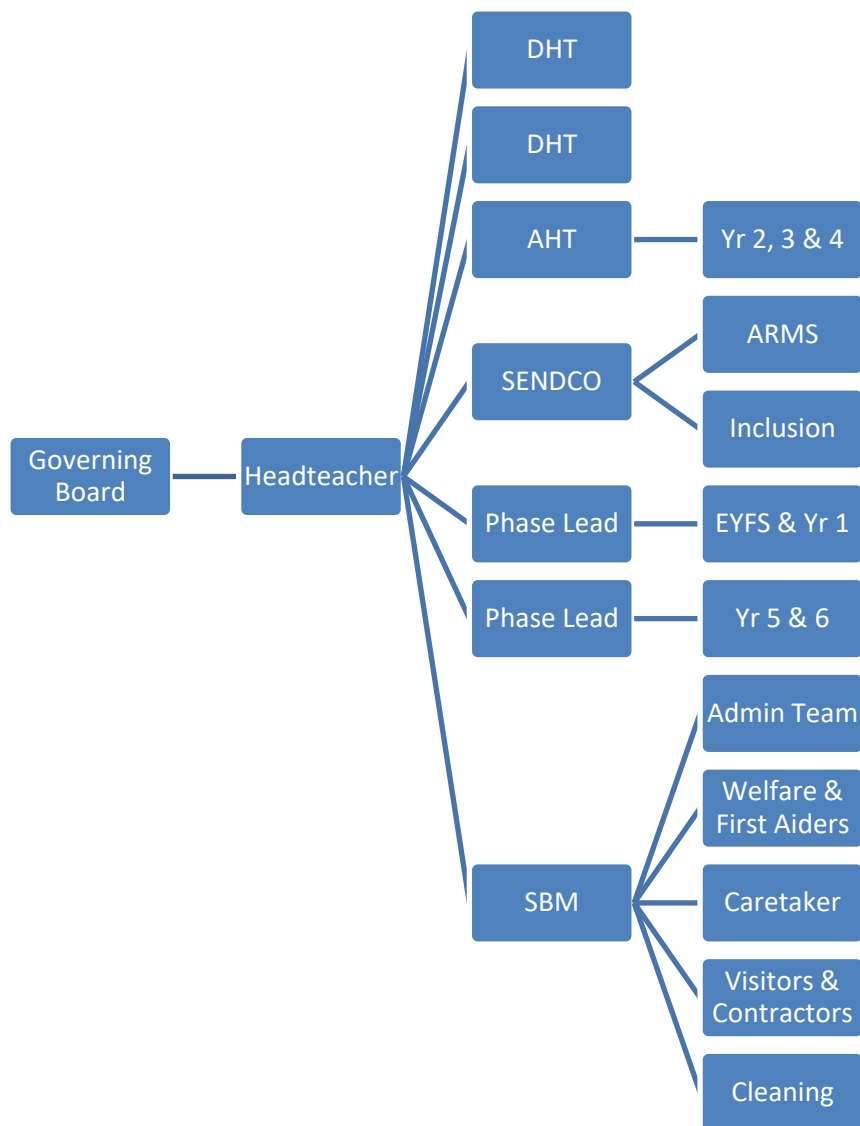 DHT
DHT
AHT
Yr 2, 3 & 4
SENDCO
ARMS
Inclusion
Governing
Board
Headteacher
Phase Lead
EYFS & Yr 1
Phase Lead
Yr 5 & 6
SBM
Admin Team
Welfare &
First Aiders
Caretaker
Visitors &
Contractors
Cleaning